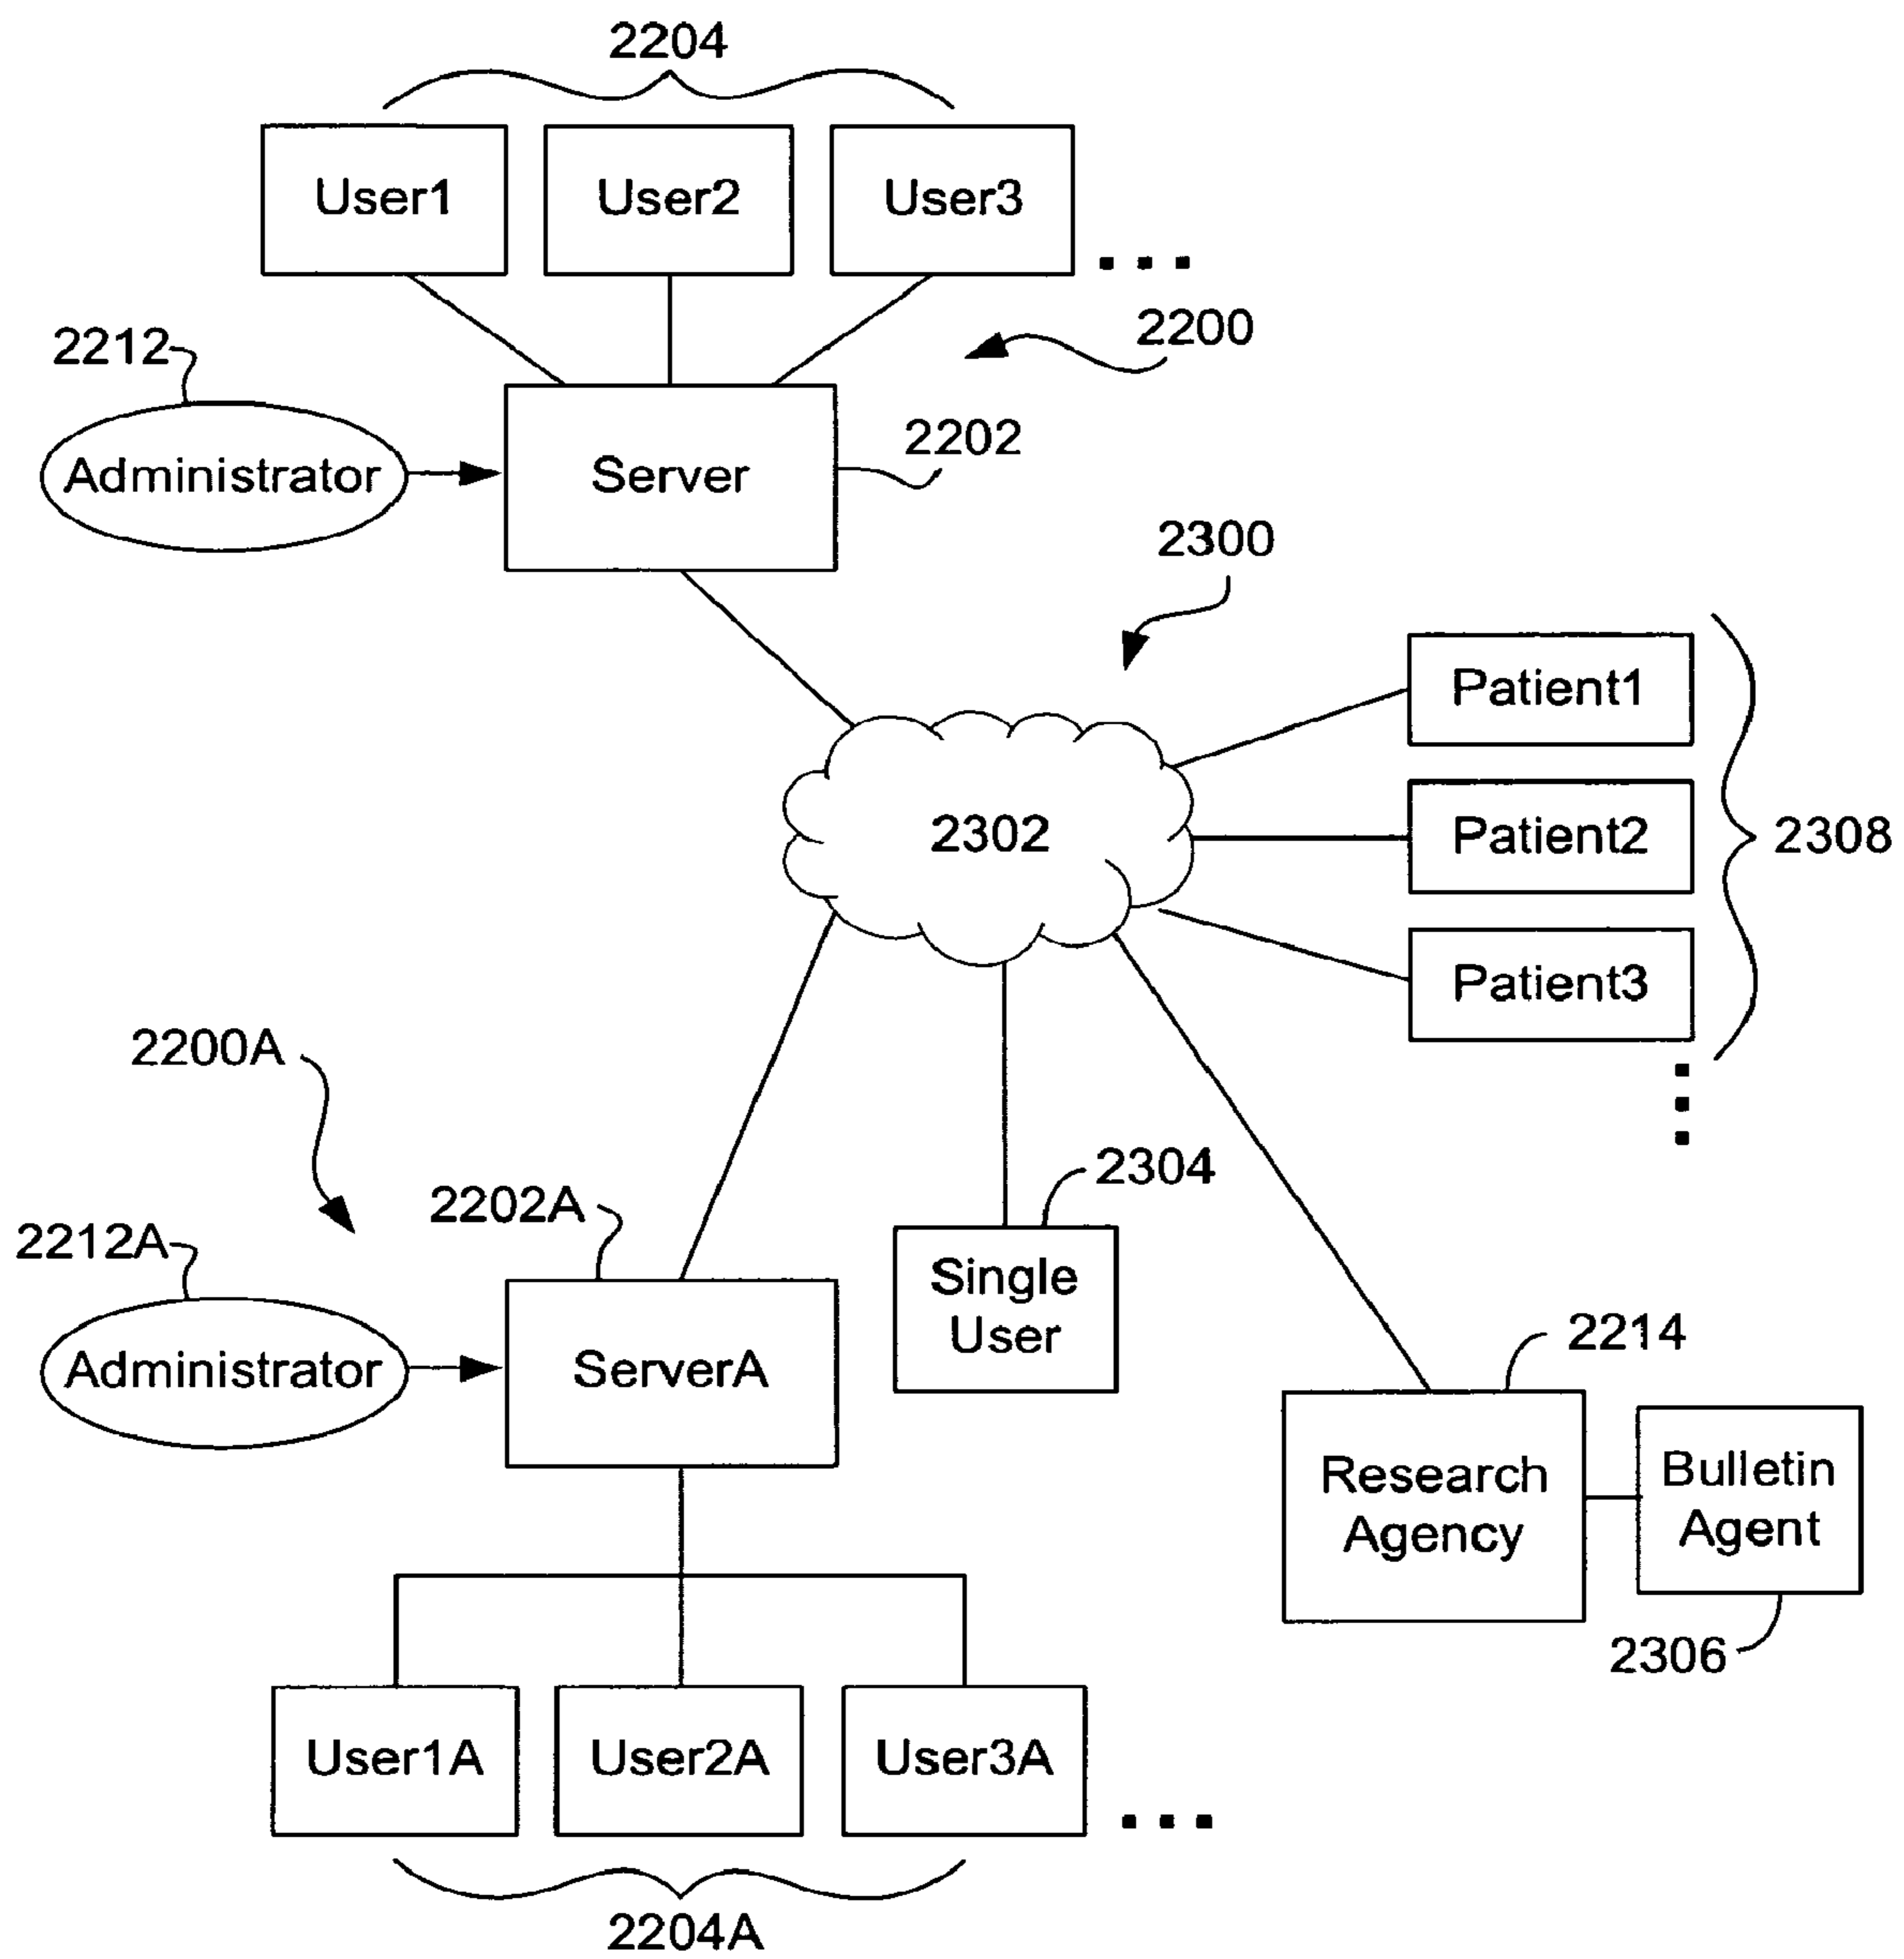 2204
User1
User2
User3
2200
2212
Administrator
Server
2202
2300
2302
Patient1
Patient2
Patient3
2308
2200A
2212A
Administrator
2202A
ServerA
2304
Single
User
2214
Research
Agency
Bulletin
Agent
2306
User1A
User2A
User3A
2204A